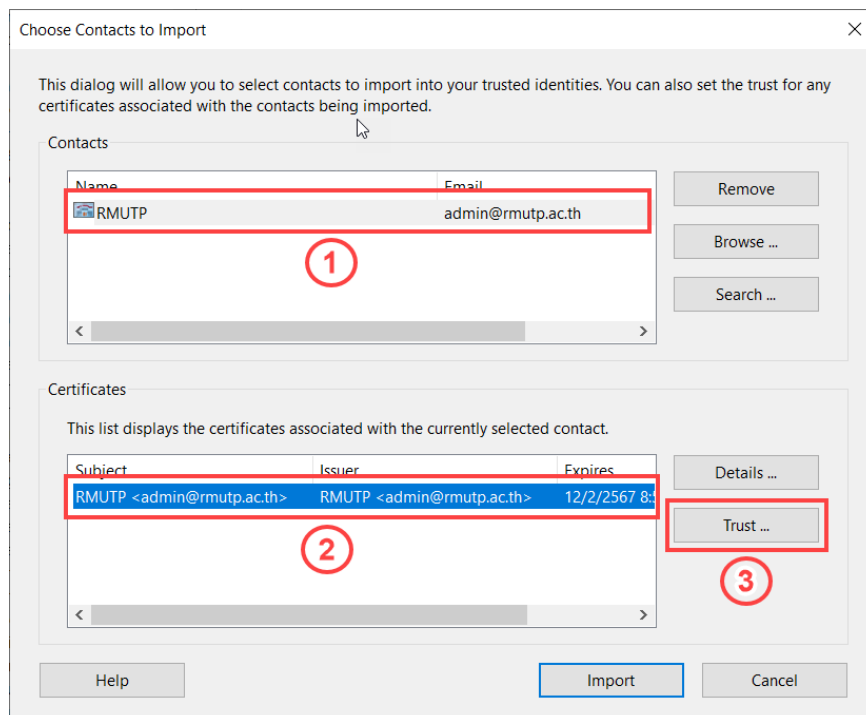 Choose Contacts to Import
This dialog will allow you to select contacts to import into your trusted identities. You can also set the trust for any
certificates associated with the contacts being imported.
Contacts
Name Email
RMUTP admin@rmutp.ac.th
1
Remove
Browse ...
Search ...
Certificates
This list displays the certificates associated with the currently selected contact.
Subject Issuer Expires
RMUTP <admin@rmutp.ac.th> RMUTP <admin@rmutp.ac.th> 12/2/2567 8:5
2
Details ...
Trust ...
3
Help Import Cancel